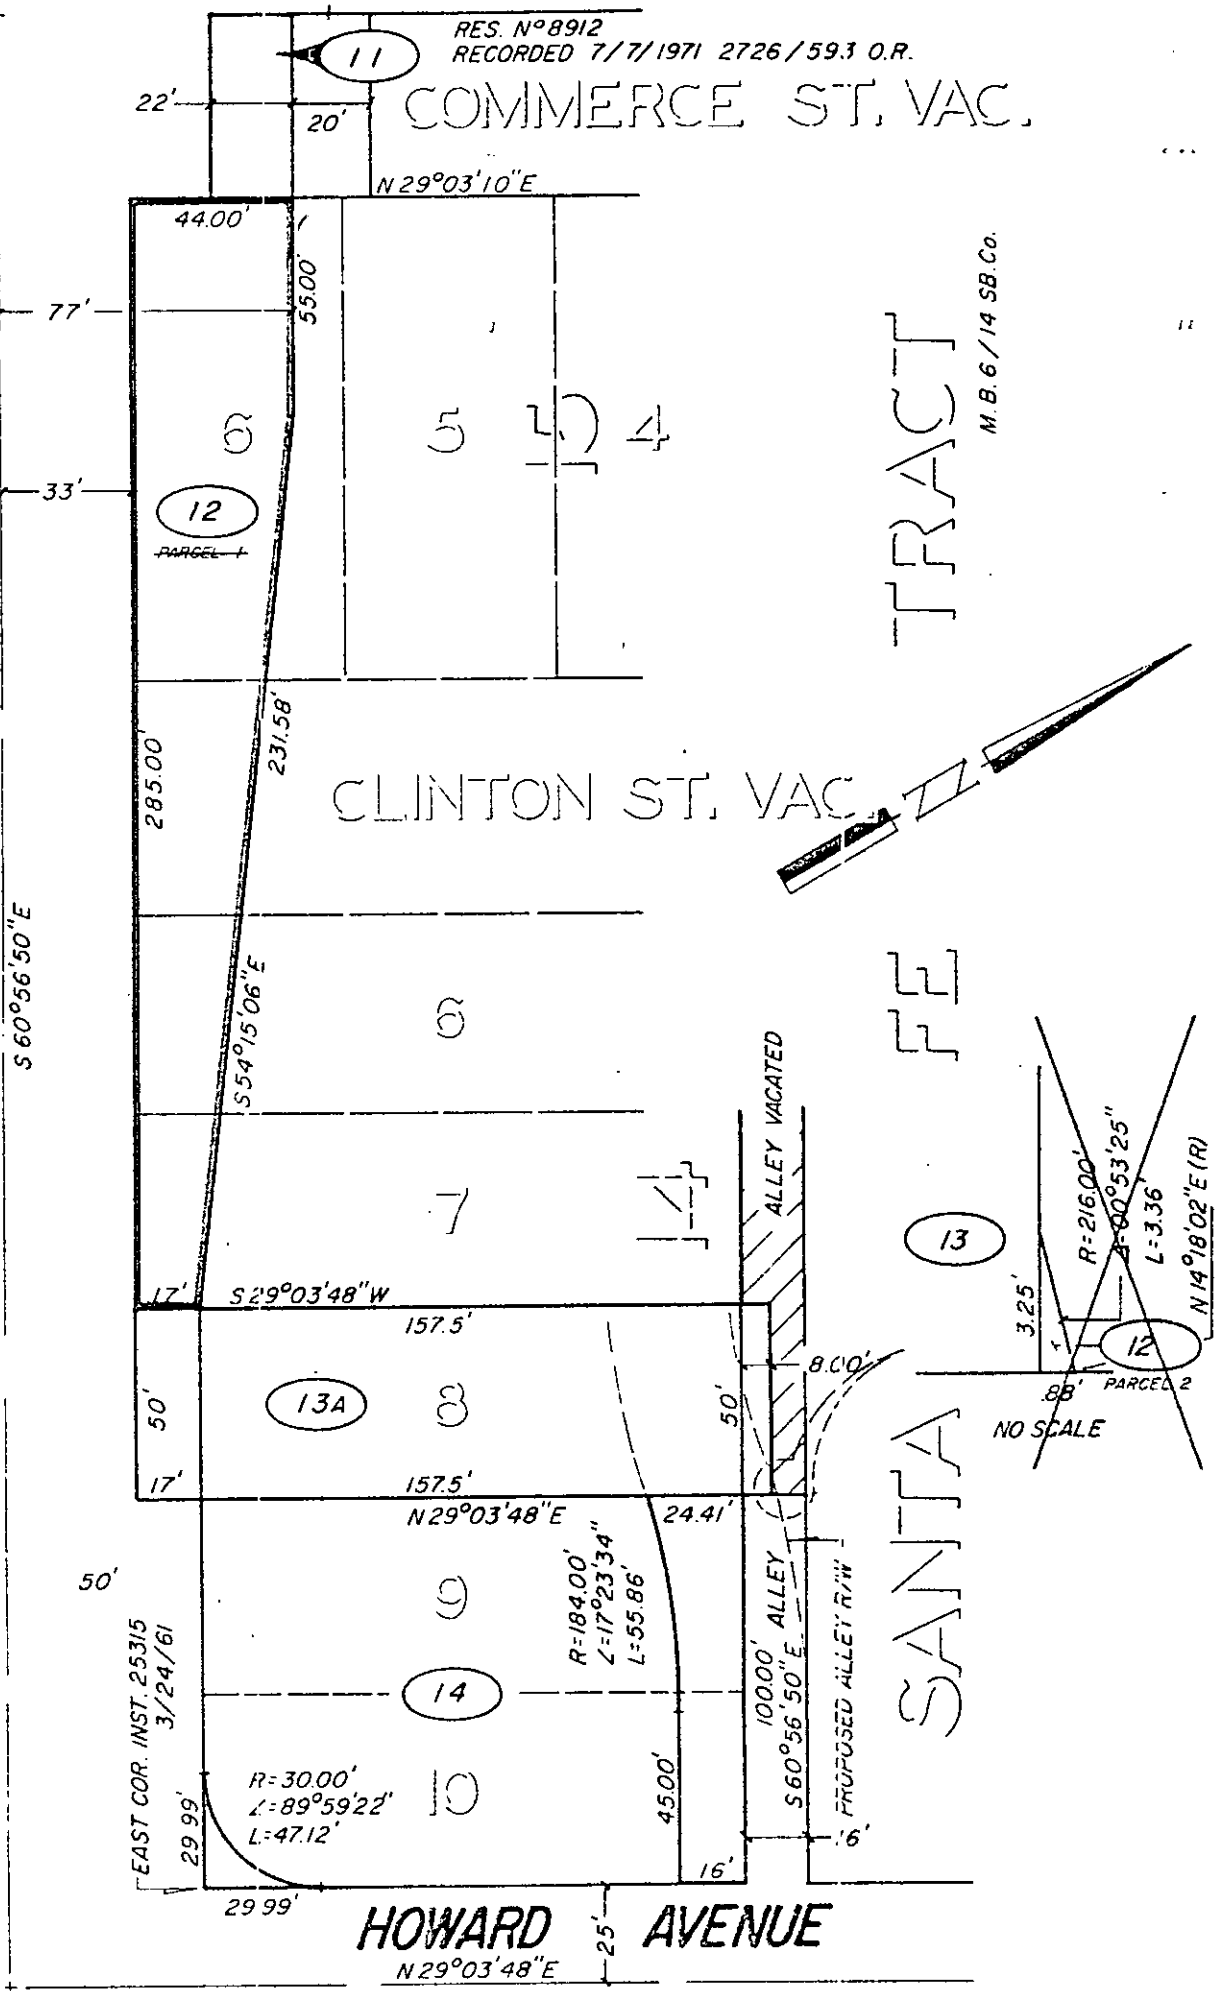 RES. Nº 8912
11
RECORDED 7/7/1971 2726/593 O.R.
22'
20'
COMMERCE ST. VAC.
N 29°03'10"E
44.00'
55.00'
77'
M.B. 6/14 SB.Co.
TRACT
6
5
5
4
33'
12
PARCEL 1
231.58'
285.00'
CLINTON ST. VAC.
S 60°56'50"E
S 54°15'06"E
6
FE
ALLEY VACATED
7
14
13
R=216.00'
Δ=00°53'25"
L=3.36'
N 14°18'02"E (R)
3.25'
12
PARCEL 2
.88'
NO SCALE
17'
S 29°03'48"W
157.5'
8.00'
50'
13A
8
50'
17'
157.5'
N 29°03'48"E
24.41'
SANTA
50'
9
R=184.00'
∠=17°23'34"
L=55.86'
ALLEY
100.00'
S 60°56'50"E
PROPOSED ALLEY R/W
EAST COR. INST. 25315
3/24/61
14
R=30.00'
∠=89°59'22"
L=47.12'
10
45.00'
29.99'
16'
16'
29.99'
HOWARD AVENUE
25'
N 29°03'48"E